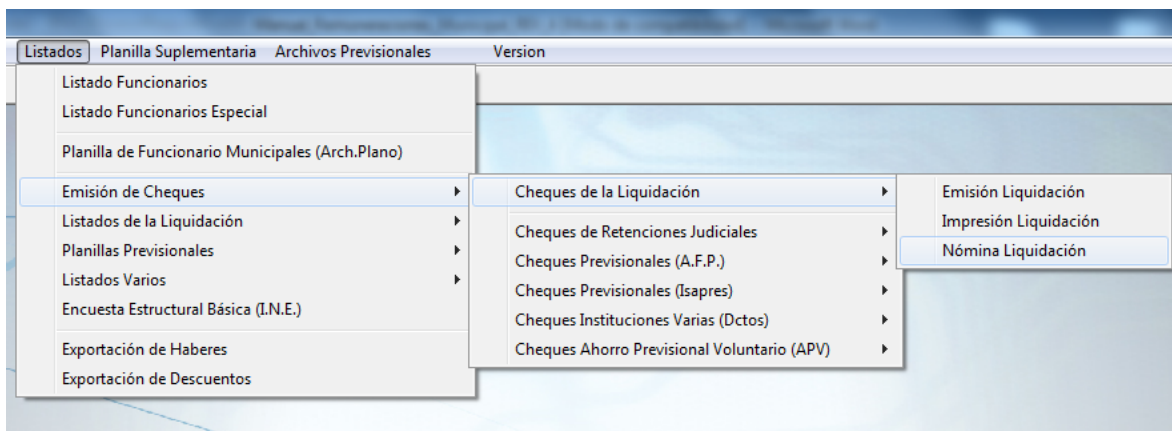 Listados Planilla Suplementaria Archivos Previsionales Version
Listado Funcionarios
Listado Funcionarios Especial
Planilla de Funcionario Municipales (Arch.Plano)
Emisión de Cheques
Listados de la Liquidación
Planillas Previsionales
Listados Varios
Encuesta Estructural Básica (I.N.E.)
Exportación de Haberes
Exportación de Descuentos
Cheques de la Liquidación
Cheques de Retenciones Judiciales
Cheques Previsionales (A.F.P.)
Cheques Previsionales (Isapres)
Cheques Instituciones Varias (Dctos)
Cheques Ahorro Previsional Voluntario (APV)
Emisión Liquidación
Impresión Liquidación
Nómina Liquidación